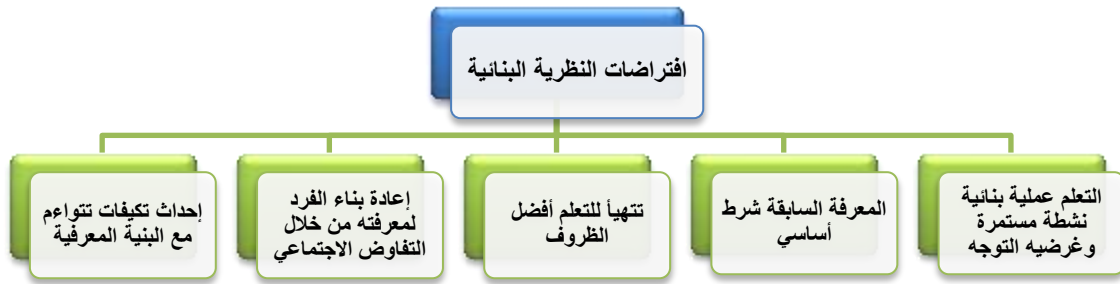 افتراضات النظرية البنائية
التعلم عملية بنائية
نشطة مستمرة
وغرضيه التوجه
المعرفة السابقة شرط
أساسي
تتهيأ للتعلم أفضل
الظروف
إعادة بناء الفرد
لمعرفته من خلال
التفاوض الاجتماعي
إحداث تكيفات تتواءم
مع البنية المعرفية